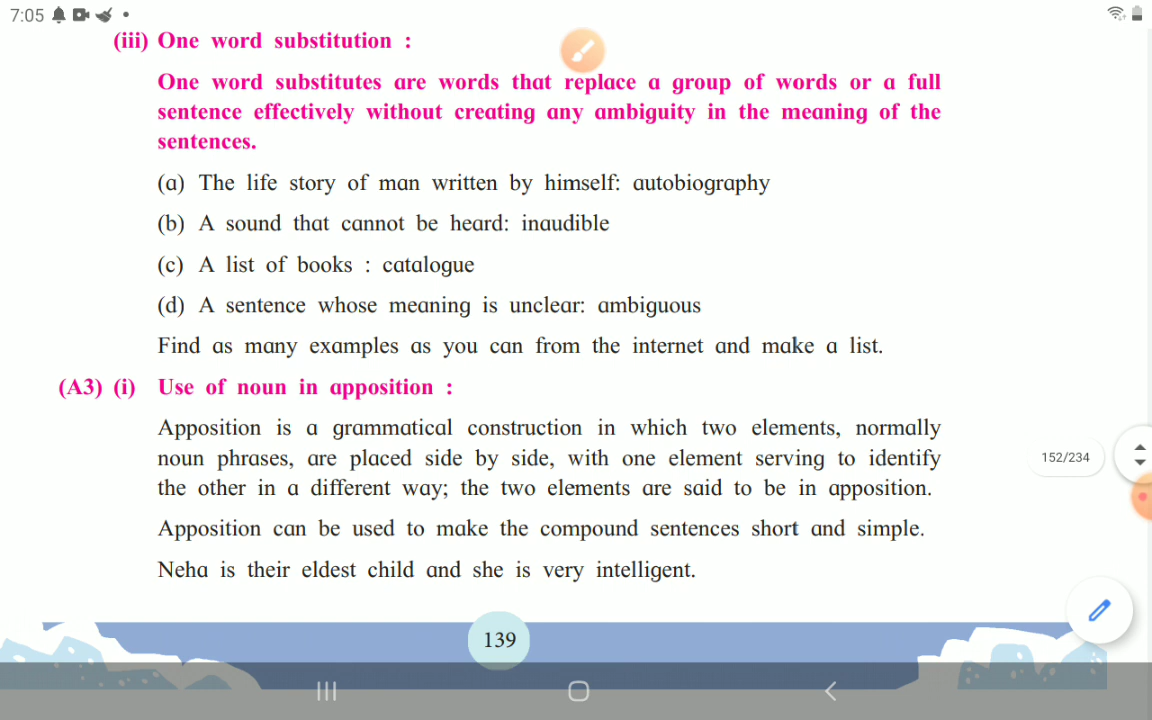 7:05
(iii) One word substitution :
One word substitutes are words that replace a group of words or a full
sentence effectively without creating any ambiguity in the meaning of the
sentences.
(a) The life story of man written by himself: autobiography
(b) A sound that cannot be heard: inaudible
(c) A list of books : catalogue
(d) A sentence whose meaning is unclear: ambiguous
Find as many examples as you can from the internet and make a list.
(A3) (i) Use of noun in apposition :
Apposition is a grammatical construction in which two elements, normally
noun phrases, are placed side by side, with one element serving to identify
152/234
the other in a different way; the two elements are said to be in apposition.
Apposition can be used to make the compound sentences short and simple.
Neha is their eldest child and she is very intelligent.
139